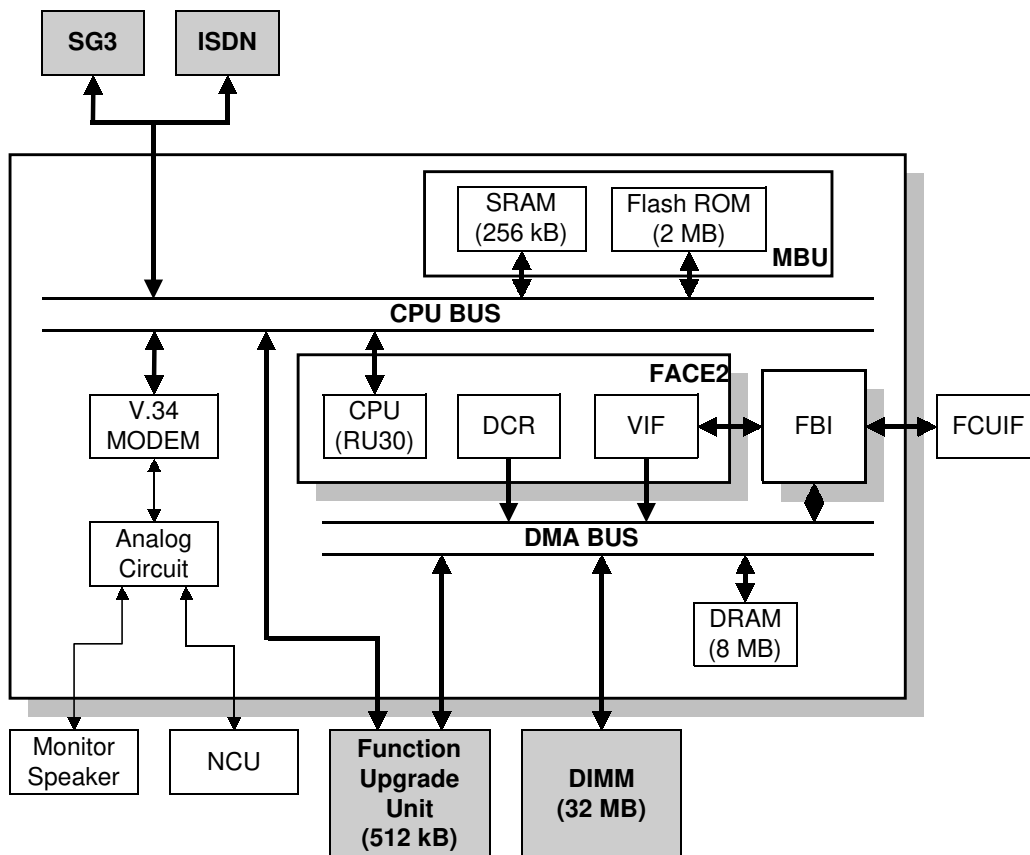 SG3
ISDN
SRAM
(256 kB)
Flash ROM
(2 MB)
MBU
CPU BUS
FACE2
V.34
MODEM
CPU
(RU30)
DCR
VIF
FBI
FCUIF
Analog
Circuit
DMA BUS
DRAM
(8 MB)
Monitor
Speaker
NCU
Function
Upgrade
Unit
(512 kB)
DIMM
(32 MB)